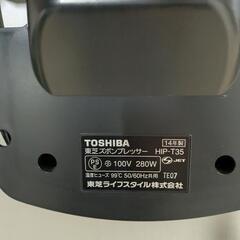 TOSHIBA 14年製
東芝ズボンプレッサー HIP-T35
PS E 100V 280W JET
温度ヒューズ 99℃ 50/60Hz共用 TE07
東芝ライフスタイル株式会社